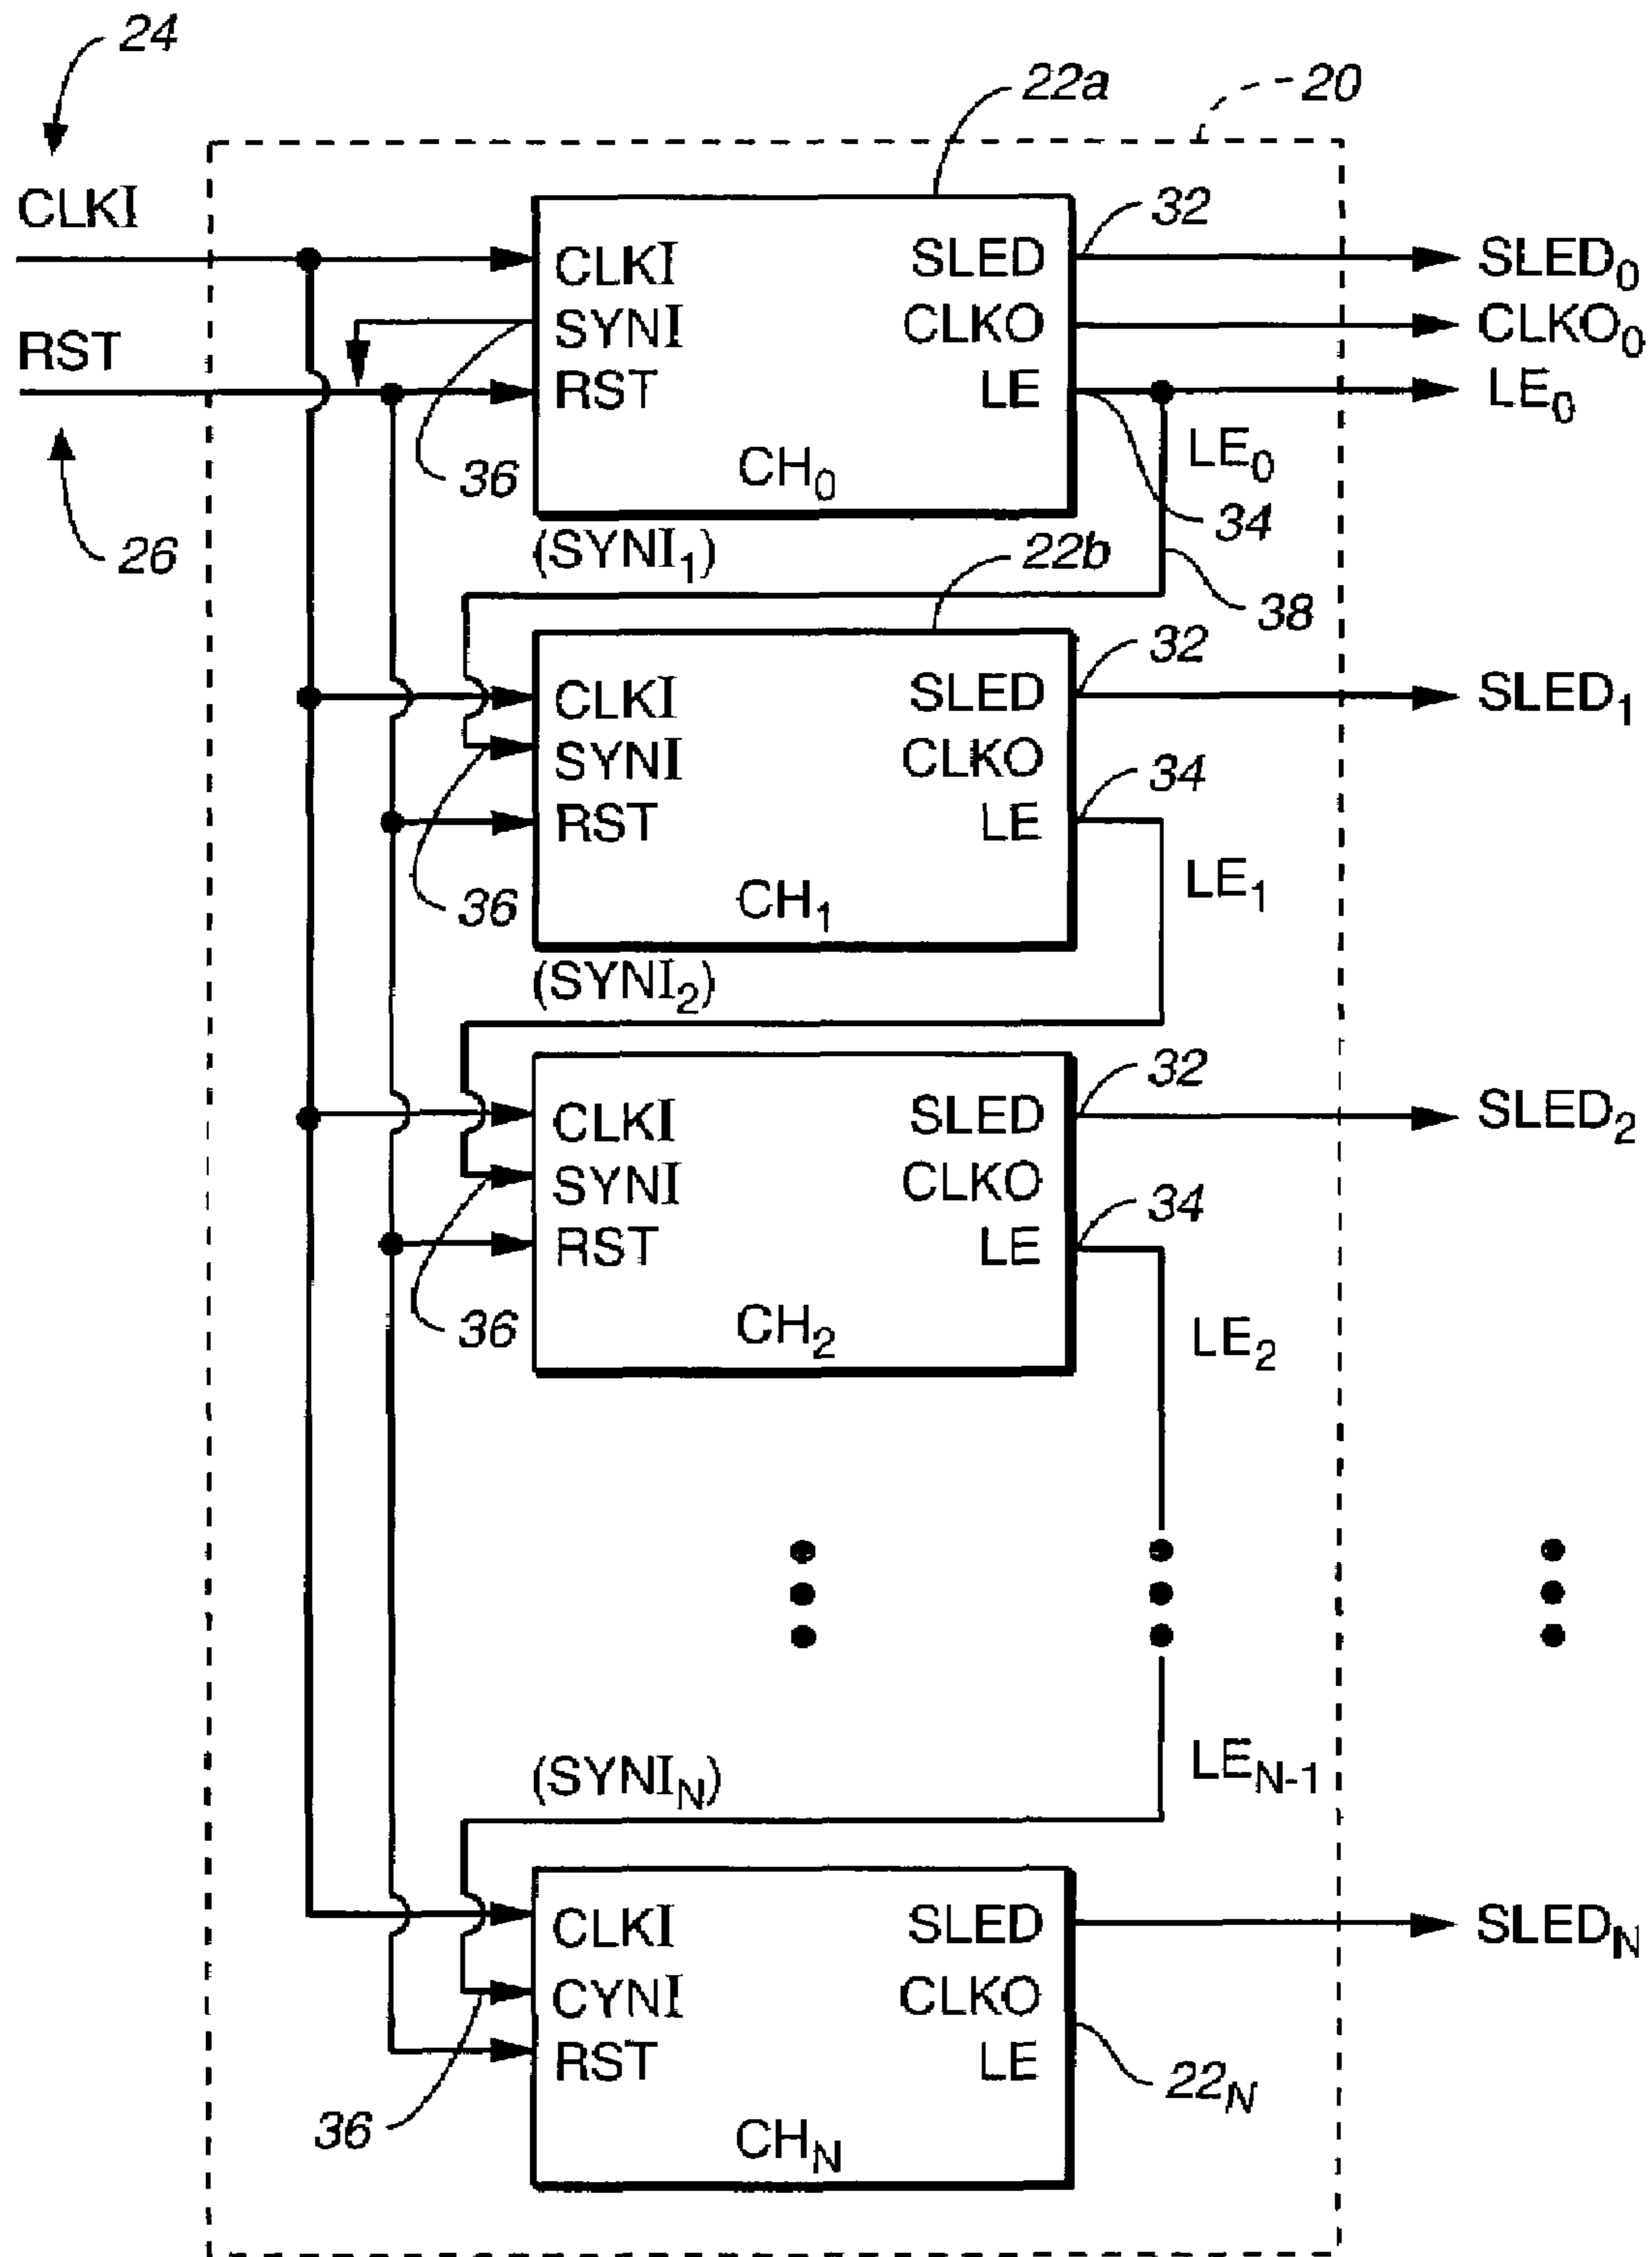 24
22a
20
CLKI
RST
26
CLKI SLED 32 SLED0
SYNI CLKO CLKO0
RST LE LE0
36 CH0 LE0
34
(SYNI1) 22b
38
CLKI SLED 32 SLED1
SYNI CLKO
RST LE 34
36 CH1 LE1
(SYNI2)
CLKI SLED 32 SLED2
SYNI CLKO
RST LE 34
36 CH2 LE2
(SYNIN) LEN-1
CLKI SLED SLEDN
CYNI CLKO
RST LE
36 CHN 22N